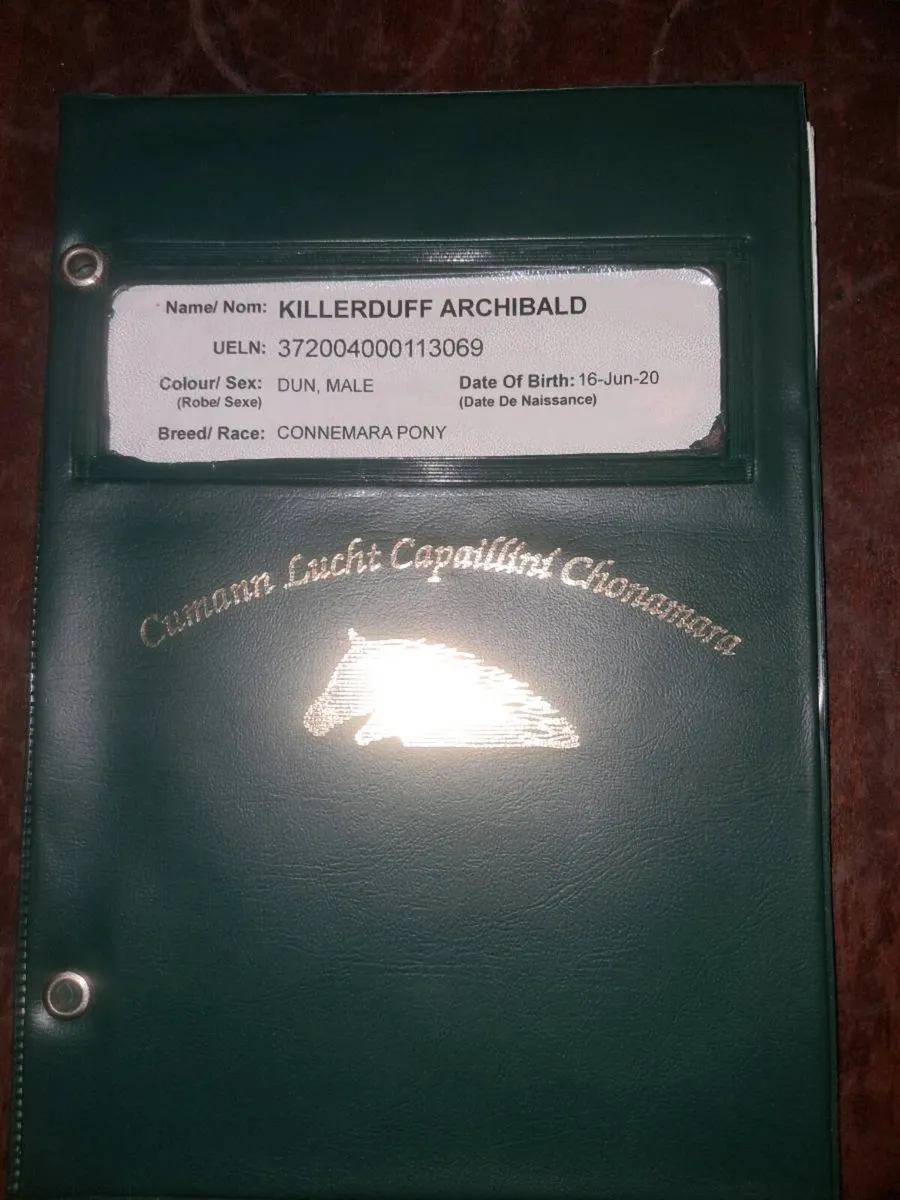 Name/ Nom: KILLERDUFF ARCHIBALD
UELN: 372004000113069
Colour/ Sex: DUN, MALE Date Of Birth: 16-Jun-20
(Robe/ Sexe) (Date De Naissance)
Breed/ Race: CONNEMARA PONY
Cumann Lucht Capaillini Chonamara